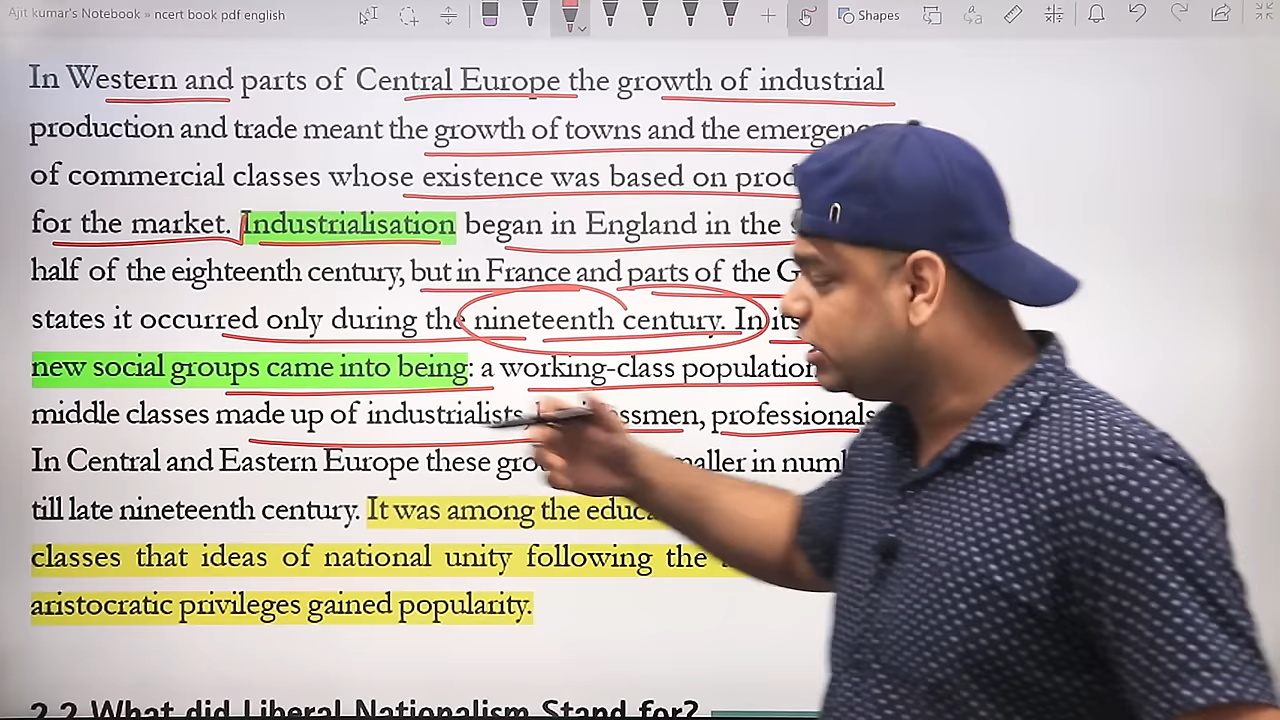 Ajit kumar's Notebook » ncert book pdf english
Shapes
In Western and parts of Central Europe the growth of industrial
production and trade meant the growth of towns and the
of commercial classes whose existence was based on
for the market. Industrialisation began in England in the
half of the eighteenth century, but in France and parts of the
states it occurred only during the nineteenth century. In its
new social groups came into being: a working-class population
middle classes made up of industrialists, professionals
In Central and Eastern Europe these in
till late nineteenth century. It was among the
classes that ideas of national unity following the
aristocratic privileges gained popularity.
2.2 What did Liberal Nationalism Stand for?